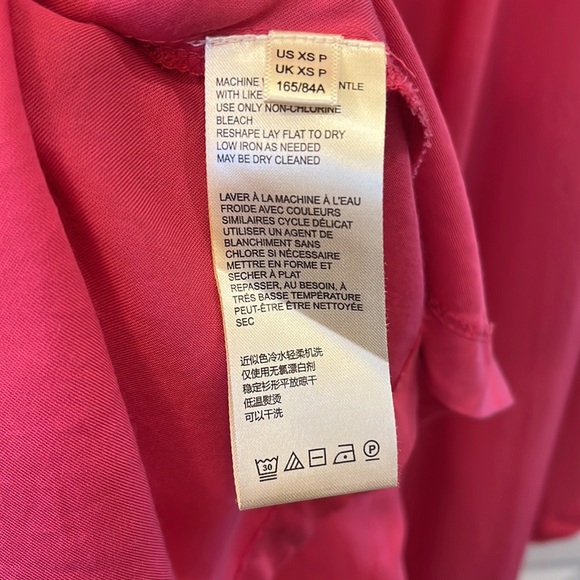 US XS P
UK XS P
165/84A
MACHINE NTLE
WITH LIKE
USE ONLY NON-CHLORINE
BLEACH
RESHAPE LAY FLAT TO DRY
LOW IRON AS NEEDED
MAY BE DRY CLEANED
LAVER À LA MACHINE À L'EAU
FROIDE AVEC COULEURS
SIMILAIRES CYCLE DÉLICAT
UTILISER UN AGENT DE
BLANCHIMENT SANS
CHLORE SI NÉCESSAIRE
METTRE EN FORME ET
SECHER À PLAT
REPASSER, AU BESOIN, À
TRÈS BASSE TEMPÉRATURE
PEUT-ÊTRE ÊTRE NETTOYÉE
SEC
近似色冷水轻柔机洗
仅使用无氯漂白剂
稳定衫形平放晾干
低温熨烫
可以干洗
30 P